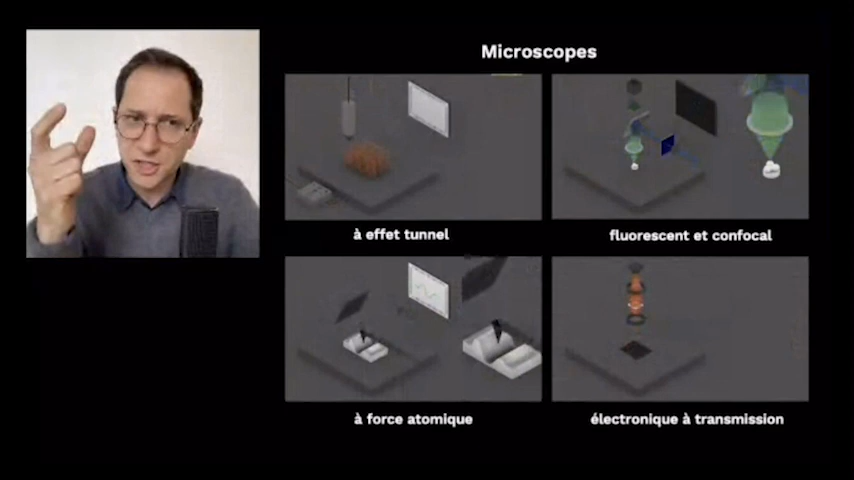 Microscopes
à effet tunnel
fluorescent et confocal
à force atomique
électronique à transmission